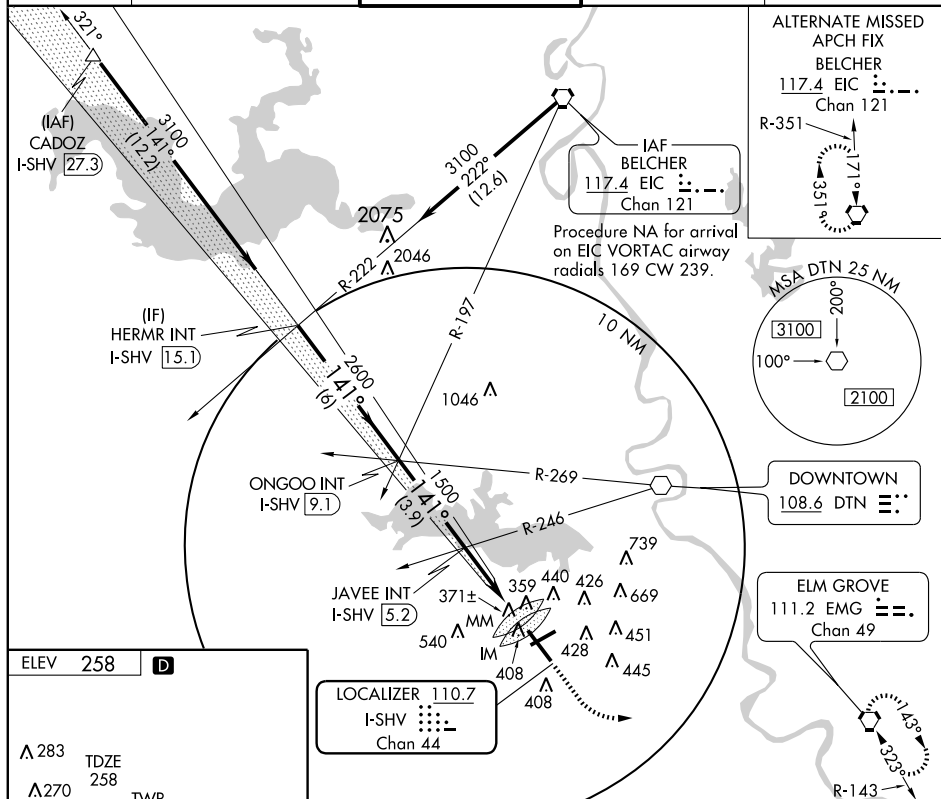 321°
(IAF)
CADOZ
I-SHV 27.3
3100
141°
(12.2)
3100
222°
(12.6)
IAF
BELCHER
117.4 EIC
Chan 121
Procedure NA for arrival
on EIC VORTAC airway
radials 169 CW 239.
ALTERNATE MISSED
APCH FIX
BELCHER
117.4 EIC
Chan 121
R-351
171°
351°
2075
2046
R-222
R-197
10 NM
MSA DTN 25 NM
200°
3100
100°
2100
(IF)
HERMR INT
I-SHV 15.1
2600
141°
(6)
1046
ONGOO INT
I-SHV 9.1
1500
141°
(3.9)
R-269
R-246
DOWNTOWN
108.6 DTN
JAVEE INT
I-SHV 5.2
371±
359
440
426
739
669
MM
IM
540
408
428
451
445
408
ELM GROVE
111.2 EMG
Chan 49
143°
323°
R-143
LOCALIZER 110.7
I-SHV
Chan 44
ELEV 258 D
283
TDZE
258
270
TWR